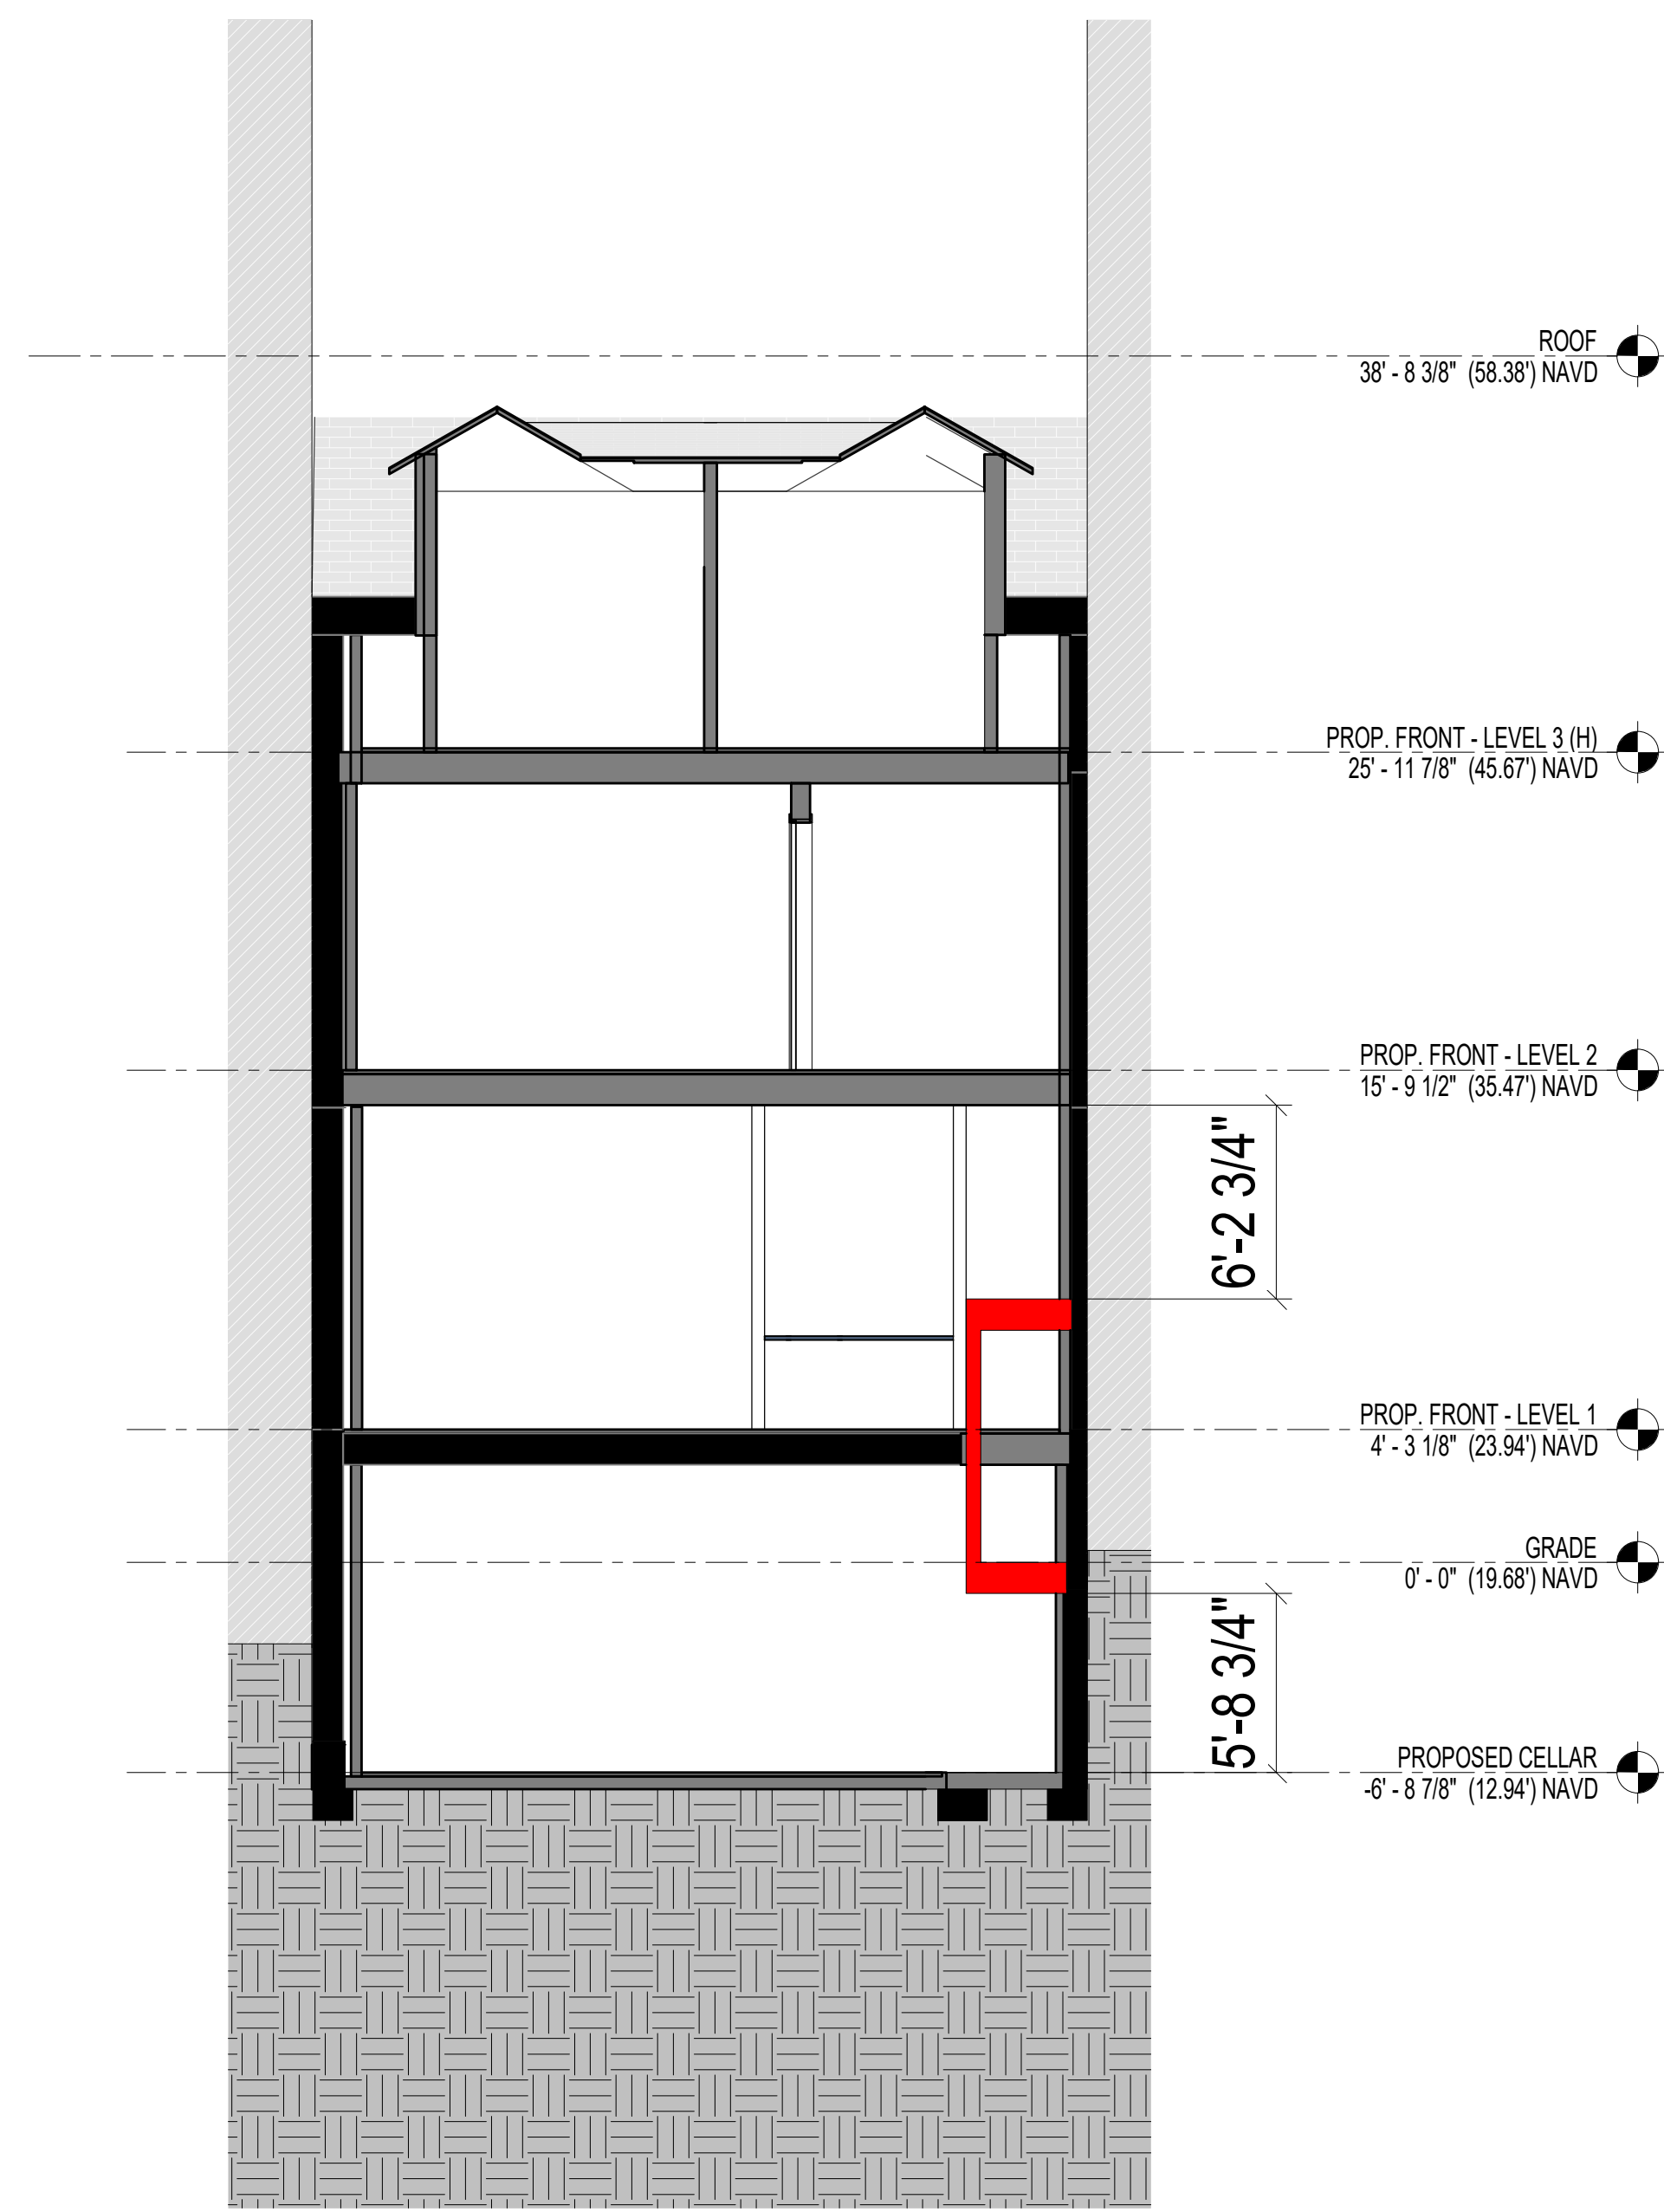 ROOF
38' - 8 3/8" (58.38') NAVD
PROP. FRONT - LEVEL 3 (H)
25' - 11 7/8" (45.67') NAVD
PROP. FRONT - LEVEL 2
15' - 9 1/2" (35.47') NAVD
6'-2 3/4"
PROP. FRONT - LEVEL 1
4' - 3 1/8" (23.94') NAVD
GRADE
0' - 0" (19.68') NAVD
5'-8 3/4"
PROPOSED CELLAR
-6' - 8 7/8" (12.94') NAVD